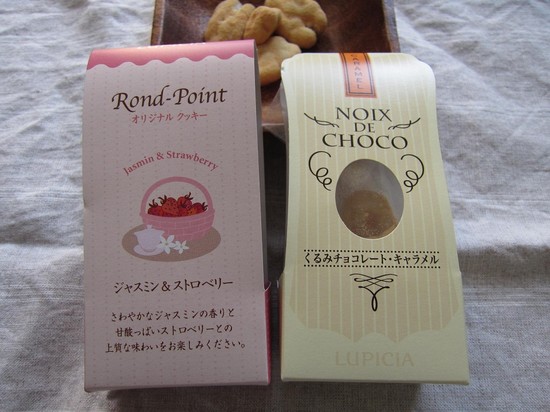 Rond-Point
オリジナル クッキー
Jasmin & Strawberry
ジャスミン&ストロベリー
さわやかなジャスミンの香りと
甘酸っぱいストロベリーとの
上質な味わいをお楽しみください。
CARAMEL
NOIX
DE
CHOCO
くるみチョコレート・キャラメル
LUPICIA